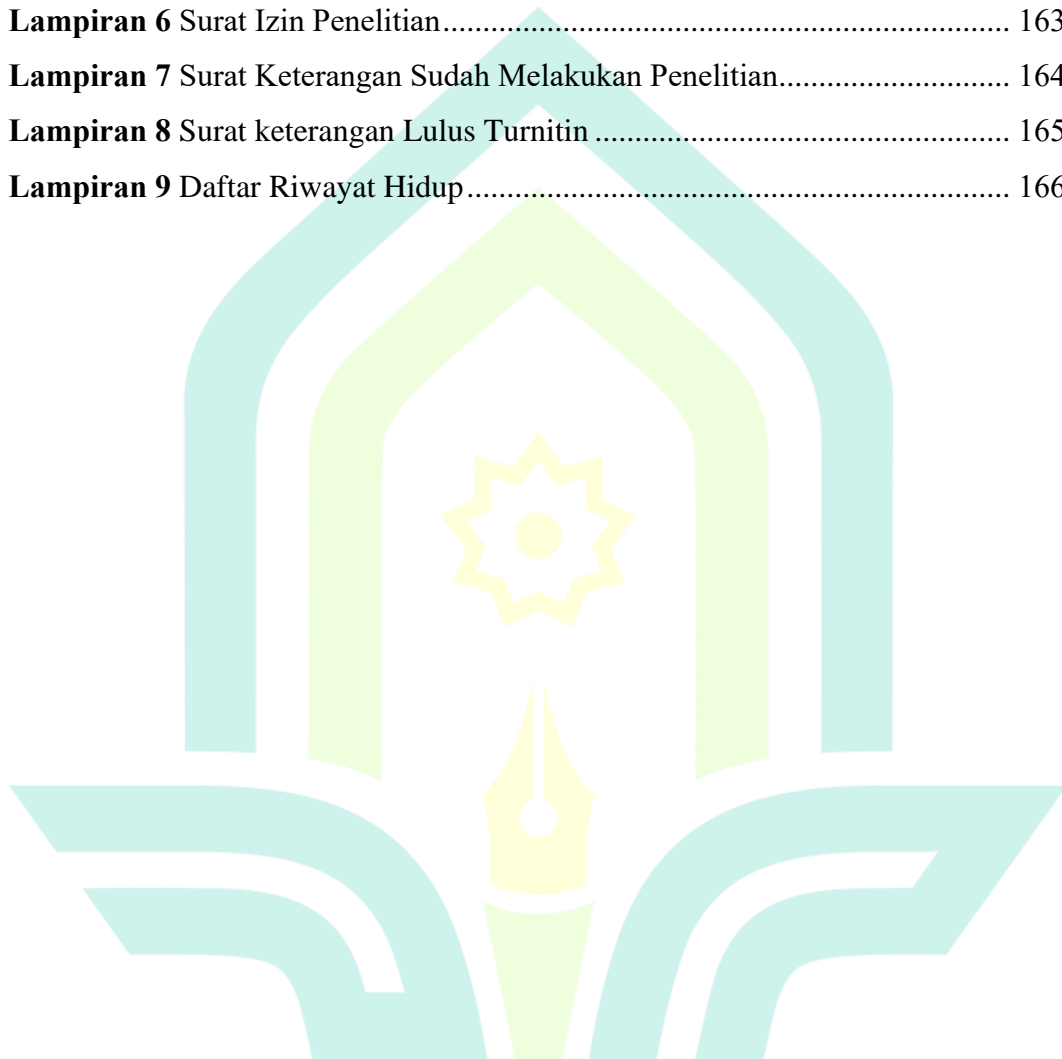 Lampiran 6 Surat Izin Penelitian........................................................................................ 163
Lampiran 7 Surat Keterangan Sudah Melakukan Penelitian.................................... 164
Lampiran 8 Surat keterangan Lulus Turnitin ................................................................ 165
Lampiran 9 Daftar Riwayat Hidup.................................................................................... 166